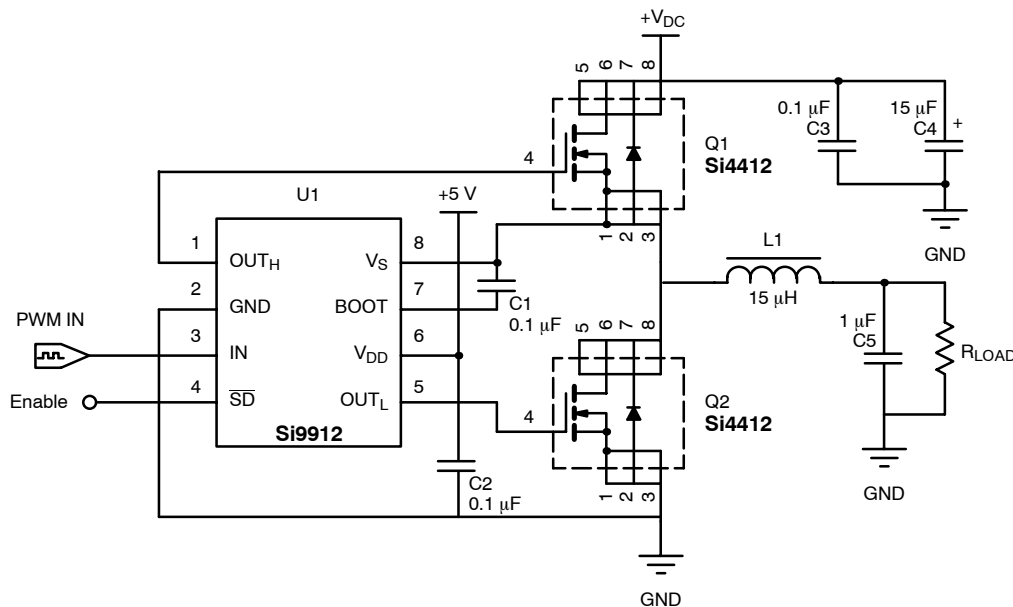 +V_DC
5 6 7 8
0.1 μF
C3
15 μF
C4
+
Q1
Si4412
4
U1
+5 V
1
OUT_H
V_S
8
1 2 3
GND
L1
2
GND
BOOT
7
C1
0.1 μF
15 μH
PWM IN
3
IN
V_DD
6
5 6 7 8
1 μF
C5
R_LOAD
Enable
4
SD
OUT_L
5
4
Q2
Si4412
Si9912
C2
0.1 μF
1 2 3
GND
GND